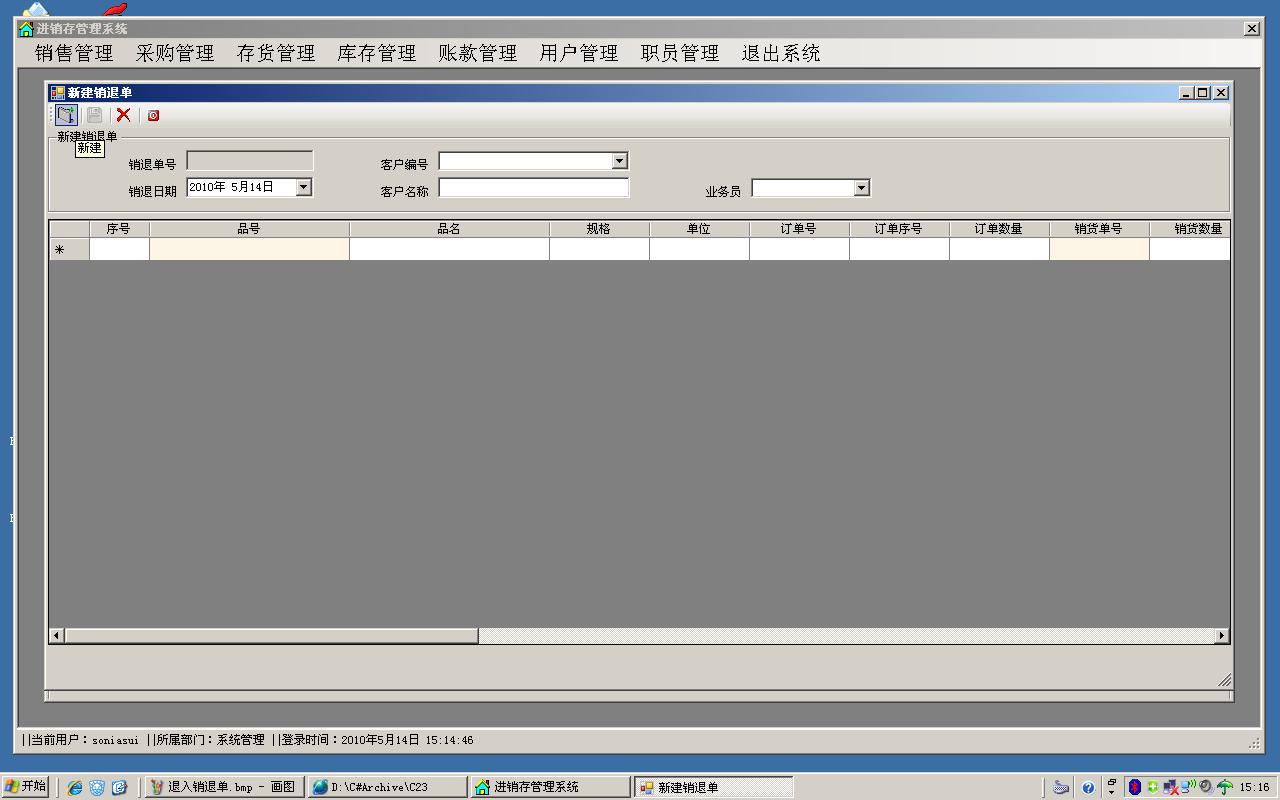 进销存管理系统
销售管理 采购管理 存货管理 库存管理 账款管理 用户管理 职员管理 退出系统
新建销退单
新建销退单
新建
销退单号 客户编号
销退日期 2010年 5月14日 客户名称 业务员
序号 品号 品名 规格 单位 订单号 订单序号 订单数量 销货单号 销货数量
||当前用户：soniasui ||所属部门：系统管理 ||登录时间：2010年5月14日 15:14:46
开始 退入销退单.bmp - 画图 D:\C#Archive\C23 进销存管理系统 新建销退单 15:16